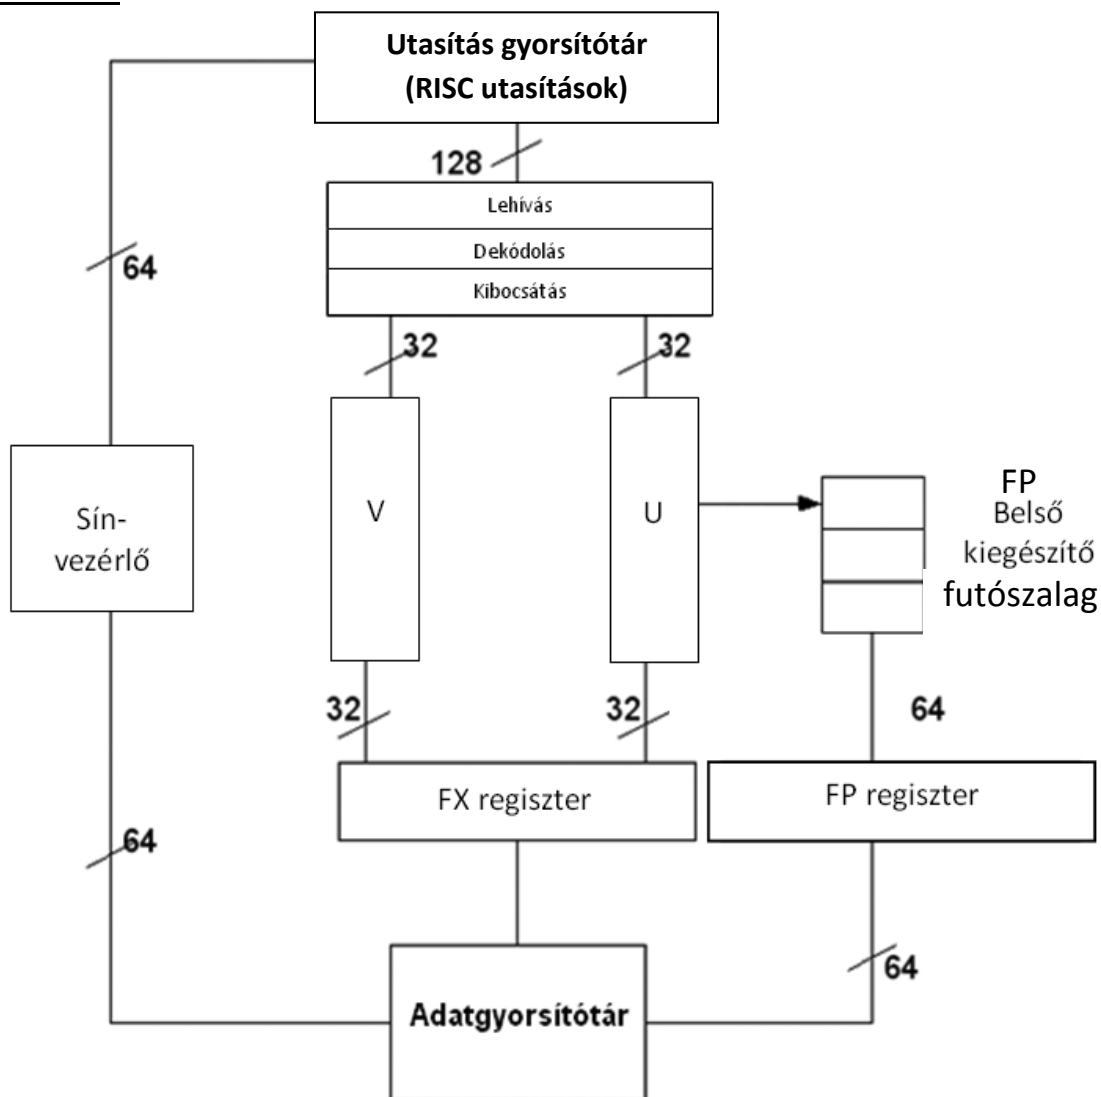 Utasítás gyorsítótár
(RISC utasítások)
128
Lehívás
64
Dekódolás
Kibocsátás
32
32
FP
V
U
Belső
Sín-
kiegészítő
vezérlő
futószalag
32
32
64
FX regiszter
FP regiszter
64
64
Adatgyorsítótár